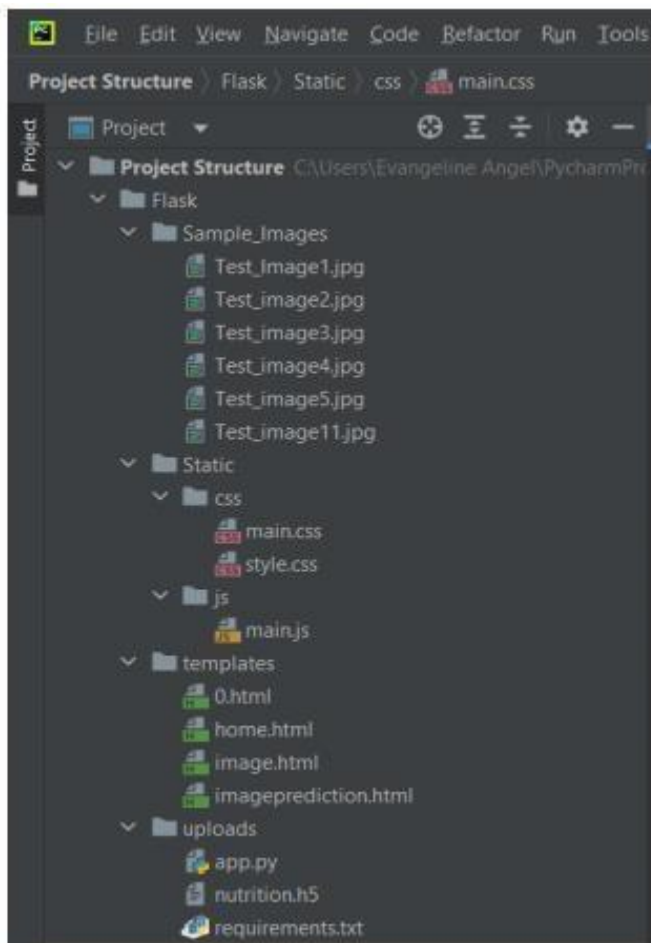 File Edit View Navigate Code Refactor Run Tools
Project Structure Flask Static css main.css
Project
Project
Project Structure C:\Users\Evangeline Angel\PycharmPr
Flask
Sample_Images
Test_Image1.jpg
Test_image2.jpg
Test_image3.jpg
Test_image4.jpg
Test_image5.jpg
Test_image11.jpg
Static
css
main.css
style.css
js
main.js
templates
0.html
home.html
image.html
imageprediction.html
uploads
app.py
nutrition.h5
requirements.txt